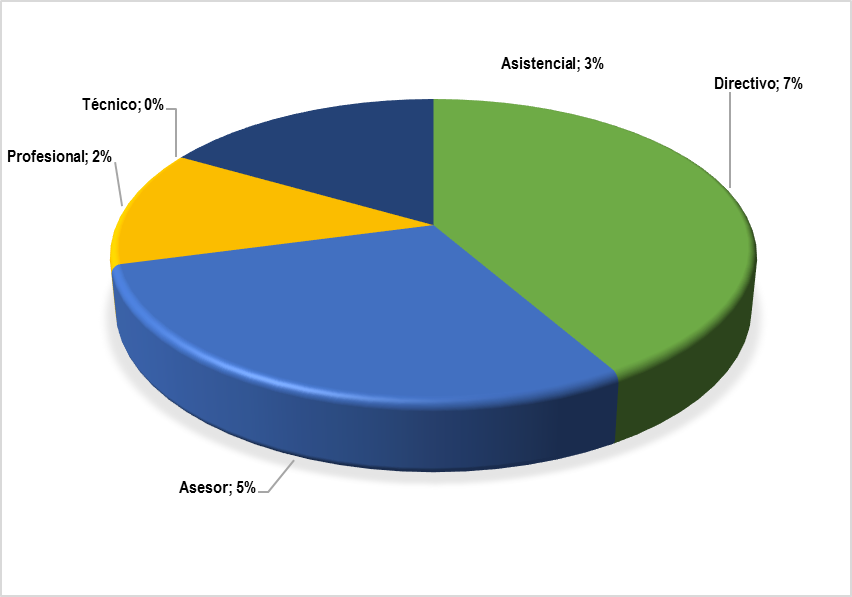 Asistencial; 3%
Directivo; 7%
Técnico; 0%
Profesional; 2%
Asesor; 5%